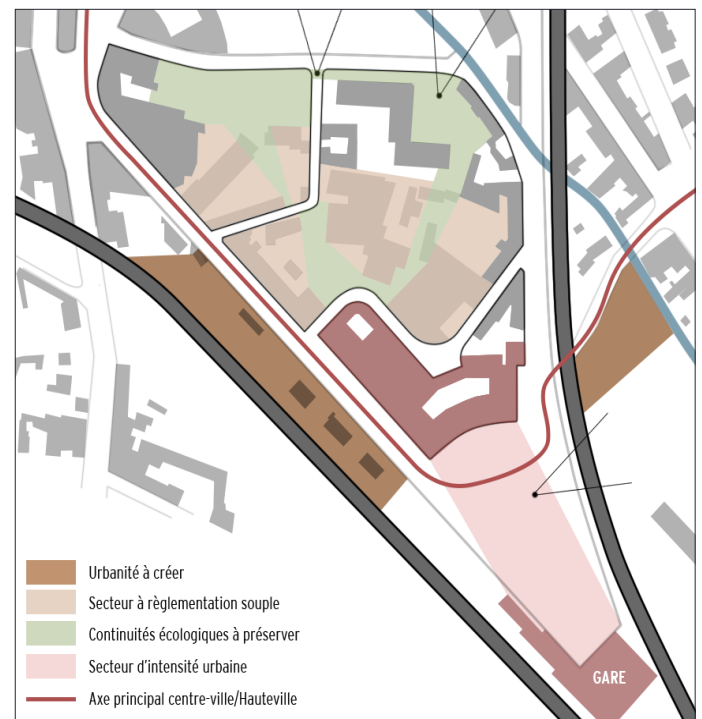 Urbanité à créer
Secteur à règlementation souple
Continuités écologiques à préserver
Secteur d'intensité urbaine
GARE
Axe principal centre-ville/Hauteville